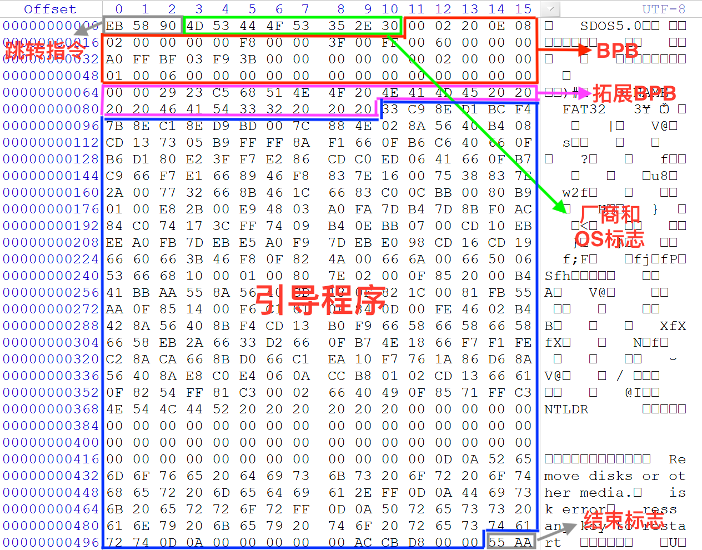 Offset 0 1 2 3 4 5 6 7 8 9 10 11 12 13 14 15 UTF-8
00000000000 EB 58 90 4D 53 44 4F 53 35 2E 30 00 02 20 0E 08 SDOS5.0
00000000016 02 00 00 00 00 F8 00 00 3F 00 FF 00 60 00 00 00
跳转指令
BPB
00000000032 A0 FF BF 03 F9 3B 00 00 00 00 00 00 02 00 00 00
00000000048 01 00 06 00 00 00 00 00 00 00 00 00 00 00 00 00
00000000064 00 00 29 23 C5 68 51 4E 4F 20 4E 41 4D 45 20 20
拓展BPB
00000000080 20 20 46 41 54 33 32 20 20 20 33 C9 8E D1 BC F4 FAT32 3
00000000096 7B 8E C1 8E D9 BD 00 7C 88 4E 02 8A 56 40 B4 08 | V@
00000000112 CD 13 73 05 B9 FF FF 8A F1 66 0F B6 C6 40 66 0F s
00000000128 B6 D1 80 E2 3F F7 E2 86 CD C0 ED 06 41 66 0F B7 ? f
00000000144 C9 66 F7 E1 66 89 46 F8 83 7E 16 00 75 38 83 7E u8
00000000160 2A 00 77 32 66 8B 46 1C 66 83 C0 0C BB 00 80 B9 w2f
00000000176 01 00 E8 2B 00 E9 48 03 A0 FA 7D B4 7D 8B F0 AC }
00000000192 84 C0 74 17 3C FF 74 09 B4 0E BB 07 00 CD 10 EB <
厂商和
OS标志
00000000208 EE A0 FB 7D EB E5 A0 F9 7D EB E0 98 CD 16 CD 19
00000000224 66 60 66 3B 46 F8 0F 82 4A 00 66 6A 00 66 50 06 f;F fj fP
00000000240 53 66 68 10 00 01 00 80 7E 02 00 0F 85 20 00 B4 Sfh
00000000256 41 BB AA 55 8A 56 40 0F 82 1C 00 81 FB 55 A V@
00000000272 AA 0F 85 14 00 F6 0D 00 FE 46 02 B4
引导程序
00000000288 42 8A 56 40 8B F4 CD 13 B0 F9 66 58 66 58 66 58 B XfX
00000000304 66 58 EB 2A 66 33 D2 66 0F B7 4E 18 66 F7 F1 FE fX N f
00000000320 C2 8A CA 66 8B D0 66 C1 EA 10 F7 76 1A 86 D6 8A
00000000336 56 40 8A E8 C0 E4 06 0A CC B8 01 02 CD 13 66 61 V@ /
00000000352 0F 82 54 FF 81 C3 00 02 66 40 49 0F 85 71 FF C3 @I
00000000368 4E 54 4C 44 52 20 20 20 20 20 20 00 00 00 00 00 NTLDR
00000000384 00 00 00 00 00 00 00 00 00 00 00 00 00 00 00 00
00000000400 00 00 00 00 00 00 00 00 00 00 00 00 00 00 00 00
00000000416 00 00 00 00 00 00 00 00 00 00 00 00 0D 0A 52 65 Re
00000000432 6D 6F 76 65 20 64 69 73 6B 73 20 6F 72 20 6F 74 move disks or ot
00000000448 68 65 72 20 6D 65 64 69 61 2E FF 0D 0A 44 69 73 her media. is
00000000464 6B 20 65 72 72 6F 72 FF 0D 0A 50 72 65 73 73 20 k error ress
00000000480 61 6E 79 20 6B 65 79 20 74 6F 20 72 65 73 74 61 any key to restart
结束标志
00000000496 72 74 0D 0A 00 00 00 00 00 AC CB D8 00 00 55 AA rt U